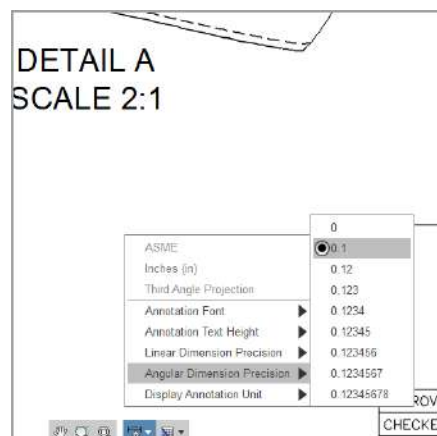 DETAIL A
SCALE 2:1
ASME
Inches (in)
Third Angle Projection
Annotation Font
Annotation Text Height
Linear Dimension Precision
Angular Dimension Precision
Display Annotation Unit
0
0.1
0.12
0.123
0.1234
0.12345
0.123456
0.1234567
0.12345678
ROV
CHECKE